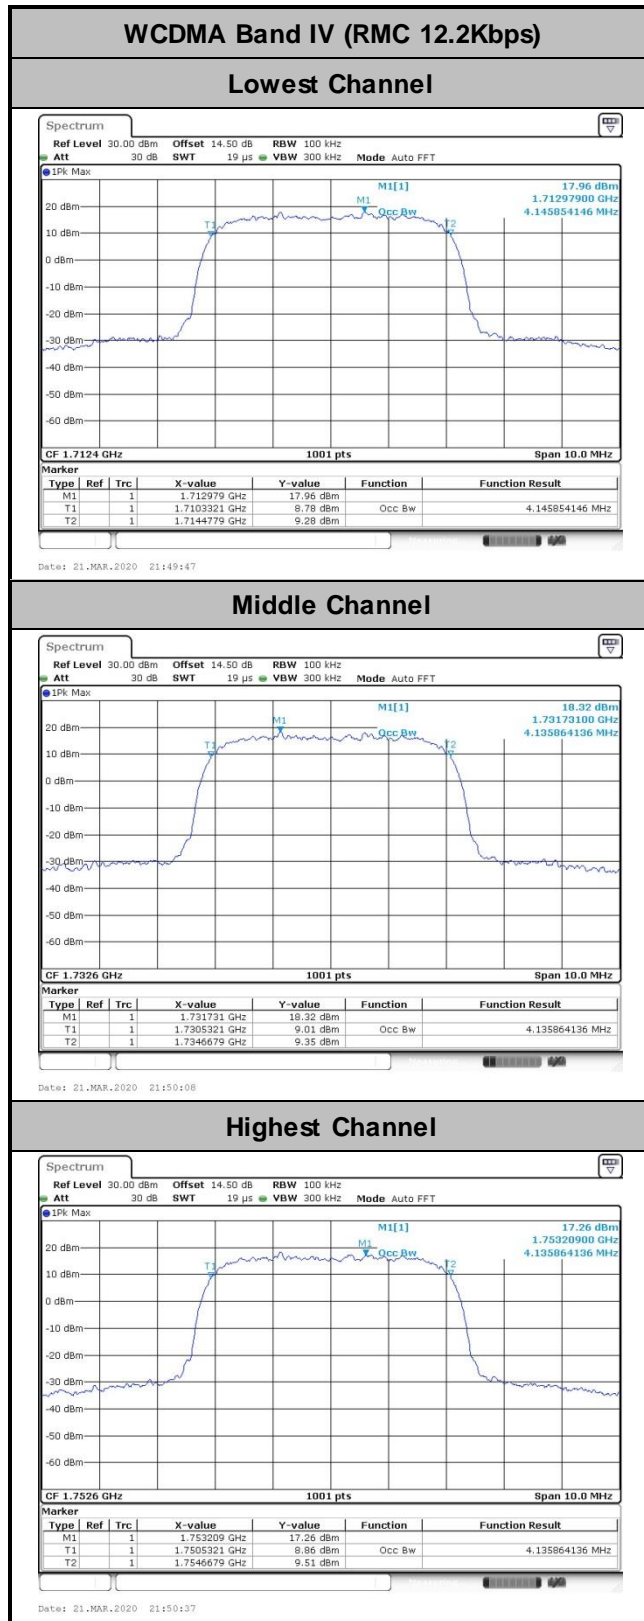 WCDMA Band IV (RMC 12.2Kbps)
Lowest Channel
Spectrum
Ref Level 30.00 dBm Offset 14.50 dB RBW 100 kHz
Att 30 dB SWT 19 µs VBW 300 kHz Mode Auto FFT
1Pk Max
M1[1] 17.96 dBm
1.71297900 GHz
M1
Occ Bw 4.145854146 MHz
20 dBm
T1
T2
10 dBm
0 dBm
-10 dBm
-20 dBm
-30 dBm
-40 dBm
-50 dBm
-60 dBm
CF 1.7124 GHz 1001 pts Span 10.0 MHz
Marker
Type Ref Trc X-value Y-value Function Function Result
M1 1 1.712979 GHz 17.96 dBm
T1 1 1.7103321 GHz 8.78 dBm Occ Bw 4.145854146 MHz
T2 1 1.7144779 GHz 9.28 dBm
Date: 21.MAR.2020 21:49:47
Middle Channel
Spectrum
Ref Level 30.00 dBm Offset 14.50 dB RBW 100 kHz
Att 30 dB SWT 19 µs VBW 300 kHz Mode Auto FFT
1Pk Max
M1[1] 18.32 dBm
1.73173100 GHz
M1
20 dBm
Occ Bw 4.135864136 MHz
T1
T2
10 dBm
0 dBm
-10 dBm
-20 dBm
-30 dBm
-40 dBm
-50 dBm
-60 dBm
CF 1.7326 GHz 1001 pts Span 10.0 MHz
Marker
Type Ref Trc X-value Y-value Function Function Result
M1 1 1.731731 GHz 18.32 dBm
T1 1 1.7305321 GHz 9.01 dBm Occ Bw 4.135864136 MHz
T2 1 1.7346679 GHz 9.35 dBm
Date: 21.MAR.2020 21:50:08
Highest Channel
Spectrum
Ref Level 30.00 dBm Offset 14.50 dB RBW 100 kHz
Att 30 dB SWT 19 µs VBW 300 kHz Mode Auto FFT
1Pk Max
M1[1] 17.26 dBm
1.75320900 GHz
M1
20 dBm
Occ Bw 4.135864136 MHz
T1
T2
10 dBm
0 dBm
-10 dBm
-20 dBm
-30 dBm
-40 dBm
-50 dBm
-60 dBm
CF 1.7526 GHz 1001 pts Span 10.0 MHz
Marker
Type Ref Trc X-value Y-value Function Function Result
M1 1 1.753209 GHz 17.26 dBm
T1 1 1.7505321 GHz 8.86 dBm Occ Bw 4.135864136 MHz
T2 1 1.7546679 GHz 9.51 dBm
Date: 21.MAR.2020 21:50:37